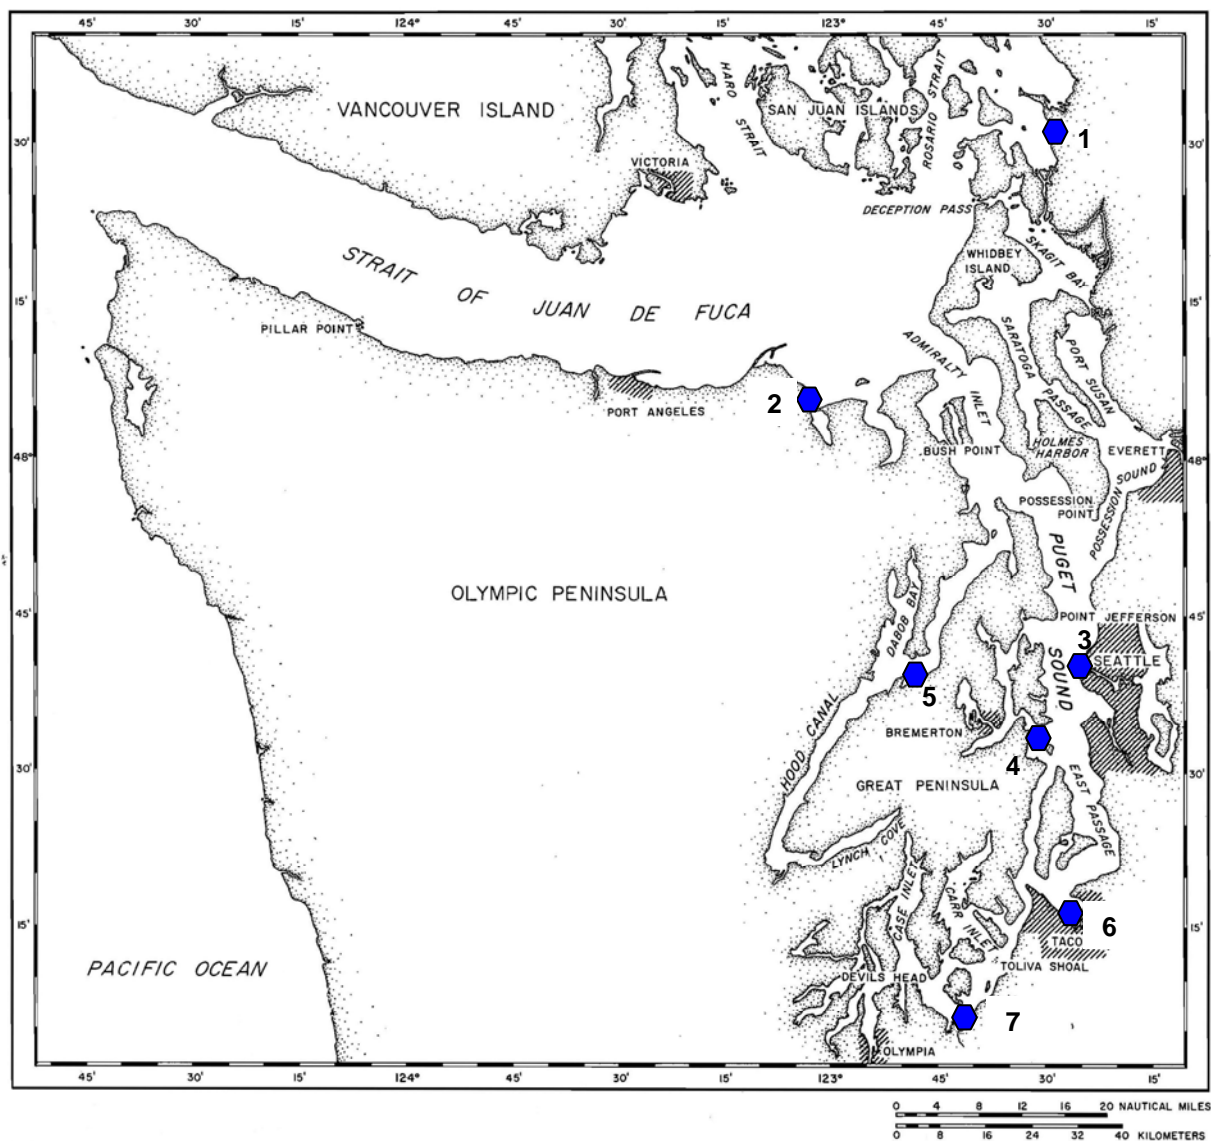 45' 30' 15' 124° 45' 30' 15' 123° 45' 30' 15'
VANCOUVER ISLAND
HARO
STRAIT
SAN JUAN ISLANDS
ROSARIO STRAIT
1
30' 30'
VICTORIA
DECEPTION PASS
SKAGIT BAY
WHIDBEY
ISLAND
STRAIT OF JUAN DE FUCA
15' 15'
PILLAR POINT
ADMIRALTY INLET
SARATOGA PASSAGE
PORT SUSAN
2
PORT ANGELES
BUSH POINT
HOLMES
HARBOR
EVERETT
48° 48°
POSSESSION
POINT
POSSESSION SOUND
PUGET
SOUND
OLYMPIC PENINSULA
DABOB BAY
45' 45'
POINT JEFFERSON
3
SEATTLE
5
BREMERTON
HOOD CANAL
4
30' 30'
GREAT PENINSULA
EAST PASSAGE
LYNCH COVE
CASE INLET
CARR INLET
6
15' 15'
TACO
TOLIVA SHOAL
PACIFIC OCEAN
DEVILS HEAD
7
OLYMPIA
45' 30' 15' 124° 45' 30' 15' 123° 45' 30' 15'
0 4 8 12 16 20 NAUTICAL MILES
0 8 16 24 32 40 KILOMETERS